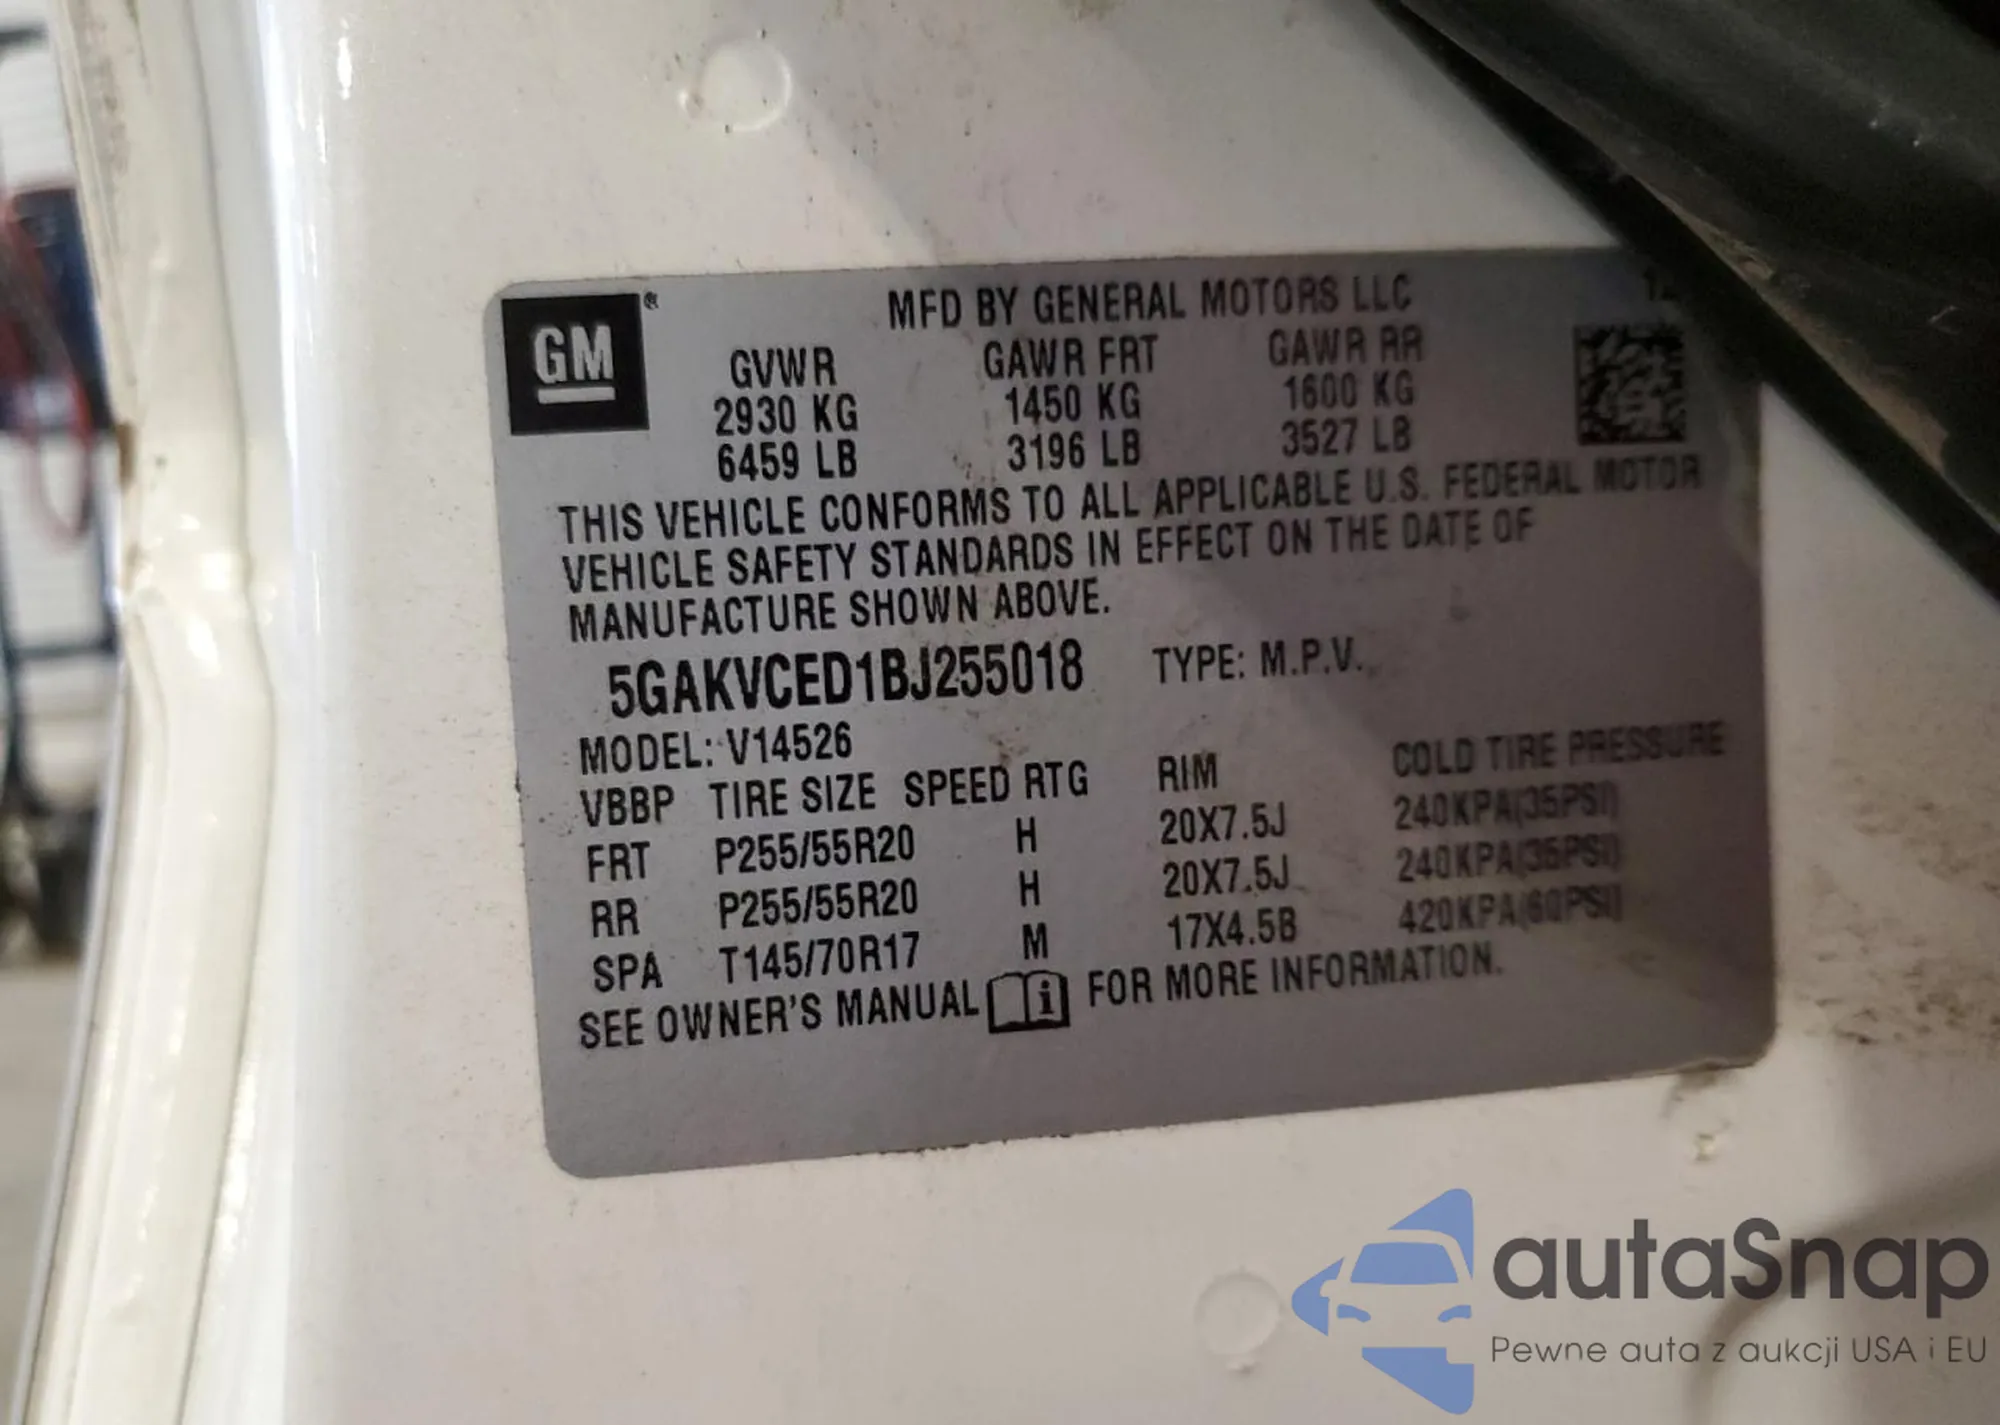 GM ®
MFD BY GENERAL MOTORS LLC
GVWR GAWR FRT GAWR RR
2930 KG 1450 KG 1600 KG
6459 LB 3196 LB 3527 LB
THIS VEHICLE CONFORMS TO ALL APPLICABLE U.S. FEDERAL MOTOR
VEHICLE SAFETY STANDARDS IN EFFECT ON THE DATE OF
MANUFACTURE SHOWN ABOVE.
5GAKVCED1BJ255018 TYPE: M.P.V.
MODEL: V14526
VBBP TIRE SIZE SPEED RTG RIM COLD TIRE PRESSURE
FRT P255/55R20 H 20X7.5J 240KPA(35PSI)
RR P255/55R20 H 20X7.5J 240KPA(35PSI)
SPA T145/70R17 M 17X4.5B 420KPA(60PSI)
SEE OWNER'S MANUAL i FOR MORE INFORMATION.
autaSnap
Pewne auta z aukcji USA i EU